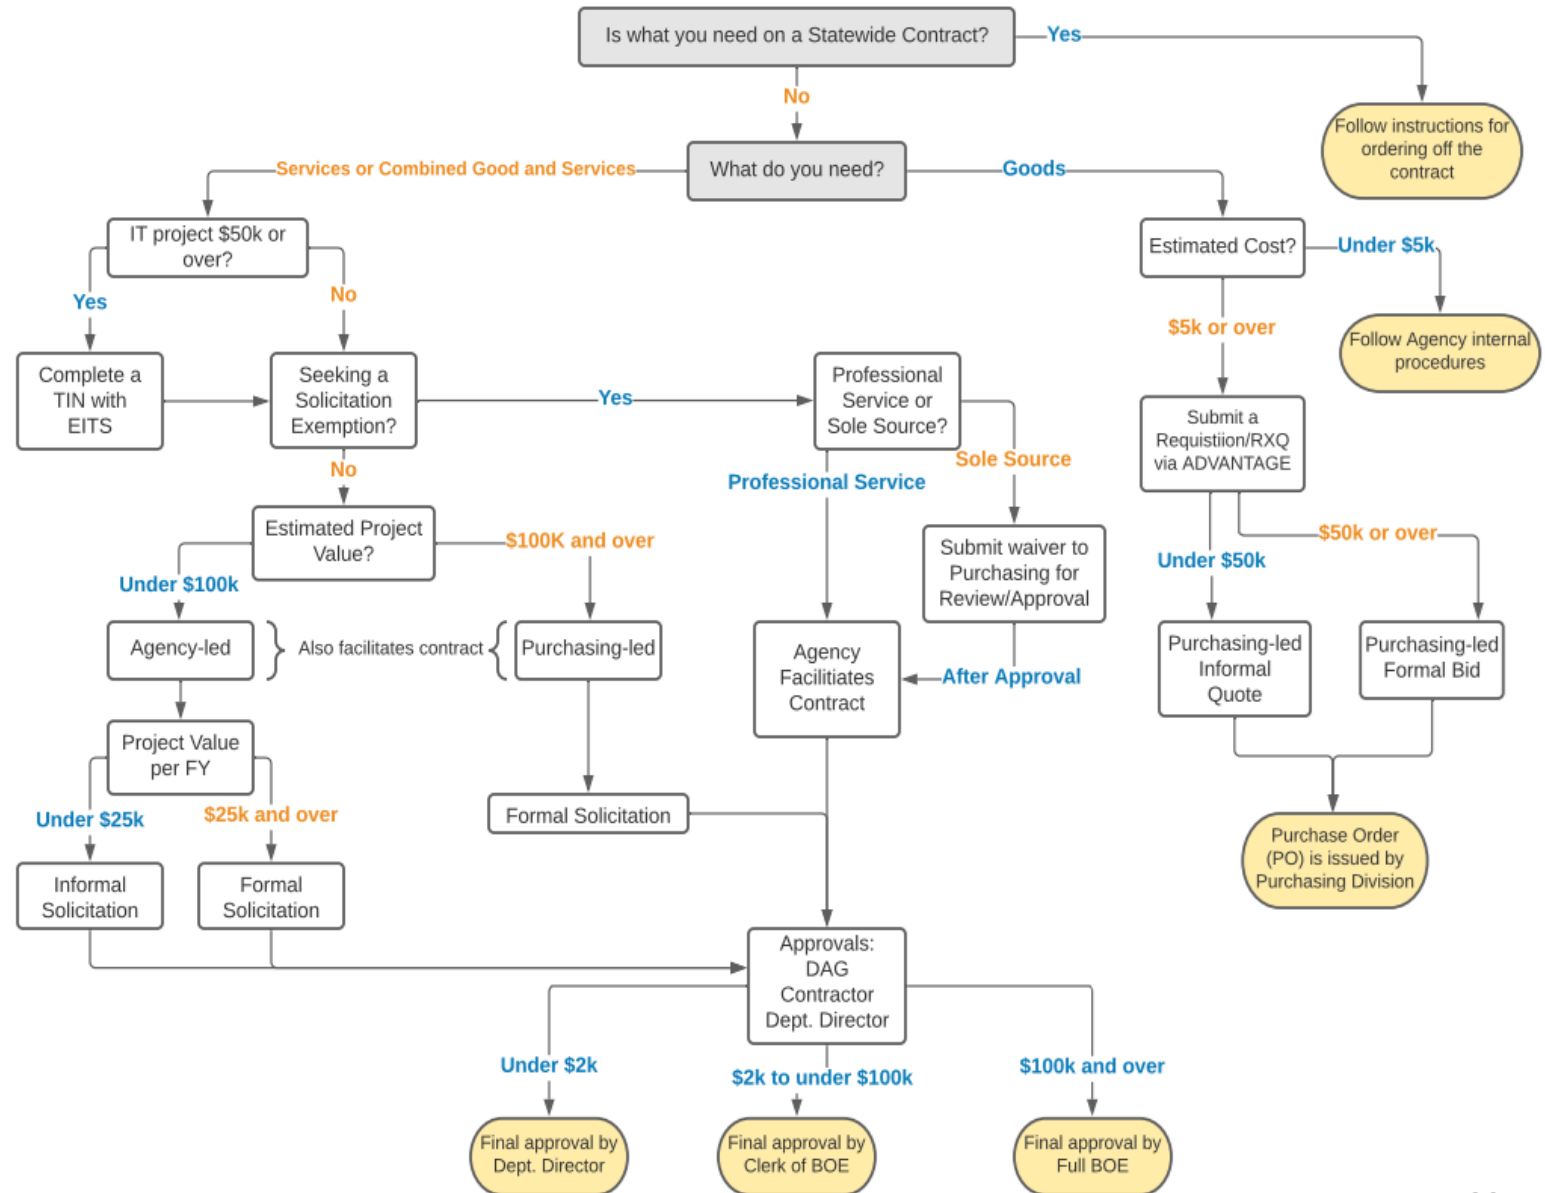 Is what you need on a Statewide Contract?
Yes
No
Follow instructions for
ordering off the
contract
Services or Combined Good and Services
What do you need?
Goods
IT project $50k or
over?
Estimated Cost?
Under $5k
Yes
No
$5k or over
Follow Agency internal
procedures
Complete a
TIN with
EITS
Seeking a
Solicitation
Exemption?
Yes
Professional
Service or
Sole Source?
Submit a
Requistiion/RXQ
via ADVANTAGE
No
Sole Source
Professional Service
Estimated Project
Value?
$100K and over
Submit waiver to
Purchasing for
Review/Approval
$50k or over
Under $50k
Under $100k
Agency-led
Also facilitates contract
Purchasing-led
Agency
Facilitiates
Contract
After Approval
Purchasing-led
Informal
Quote
Purchasing-led
Formal Bid
Project Value
per FY
Under $25k
$25k and over
Formal Solicitation
Purchase Order
(PO) is issued by
Purchasing Division
Informal
Solicitation
Formal
Solicitation
Approvals:
DAG
Contractor
Dept. Director
Under $2k
$2k to under $100k
$100k and over
Final approval by
Dept. Director
Final approval by
Clerk of BOE
Final approval by
Full BOE